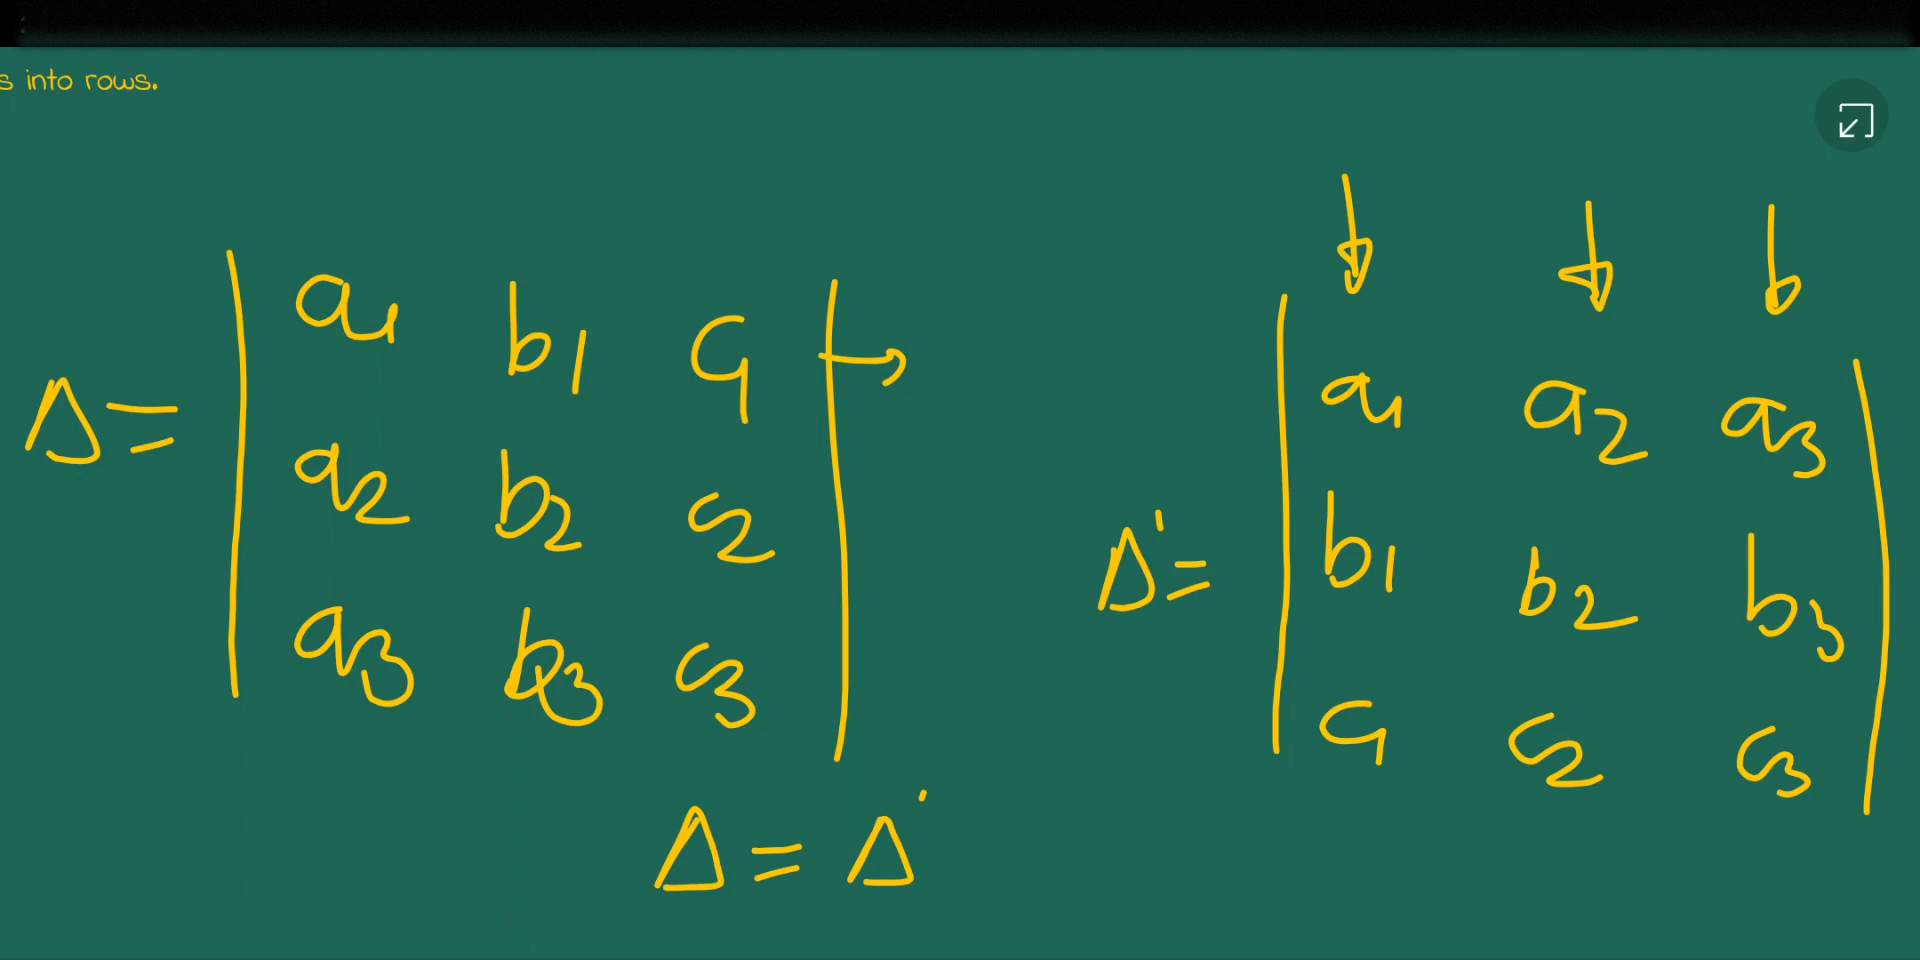 s into rows.
a1 b1 c1
Δ= a2 b2 c2
a3 b3 c3
a1 a2 a3
Δ'= b1 b2 b3
c1 c2 c3
Δ = Δ'